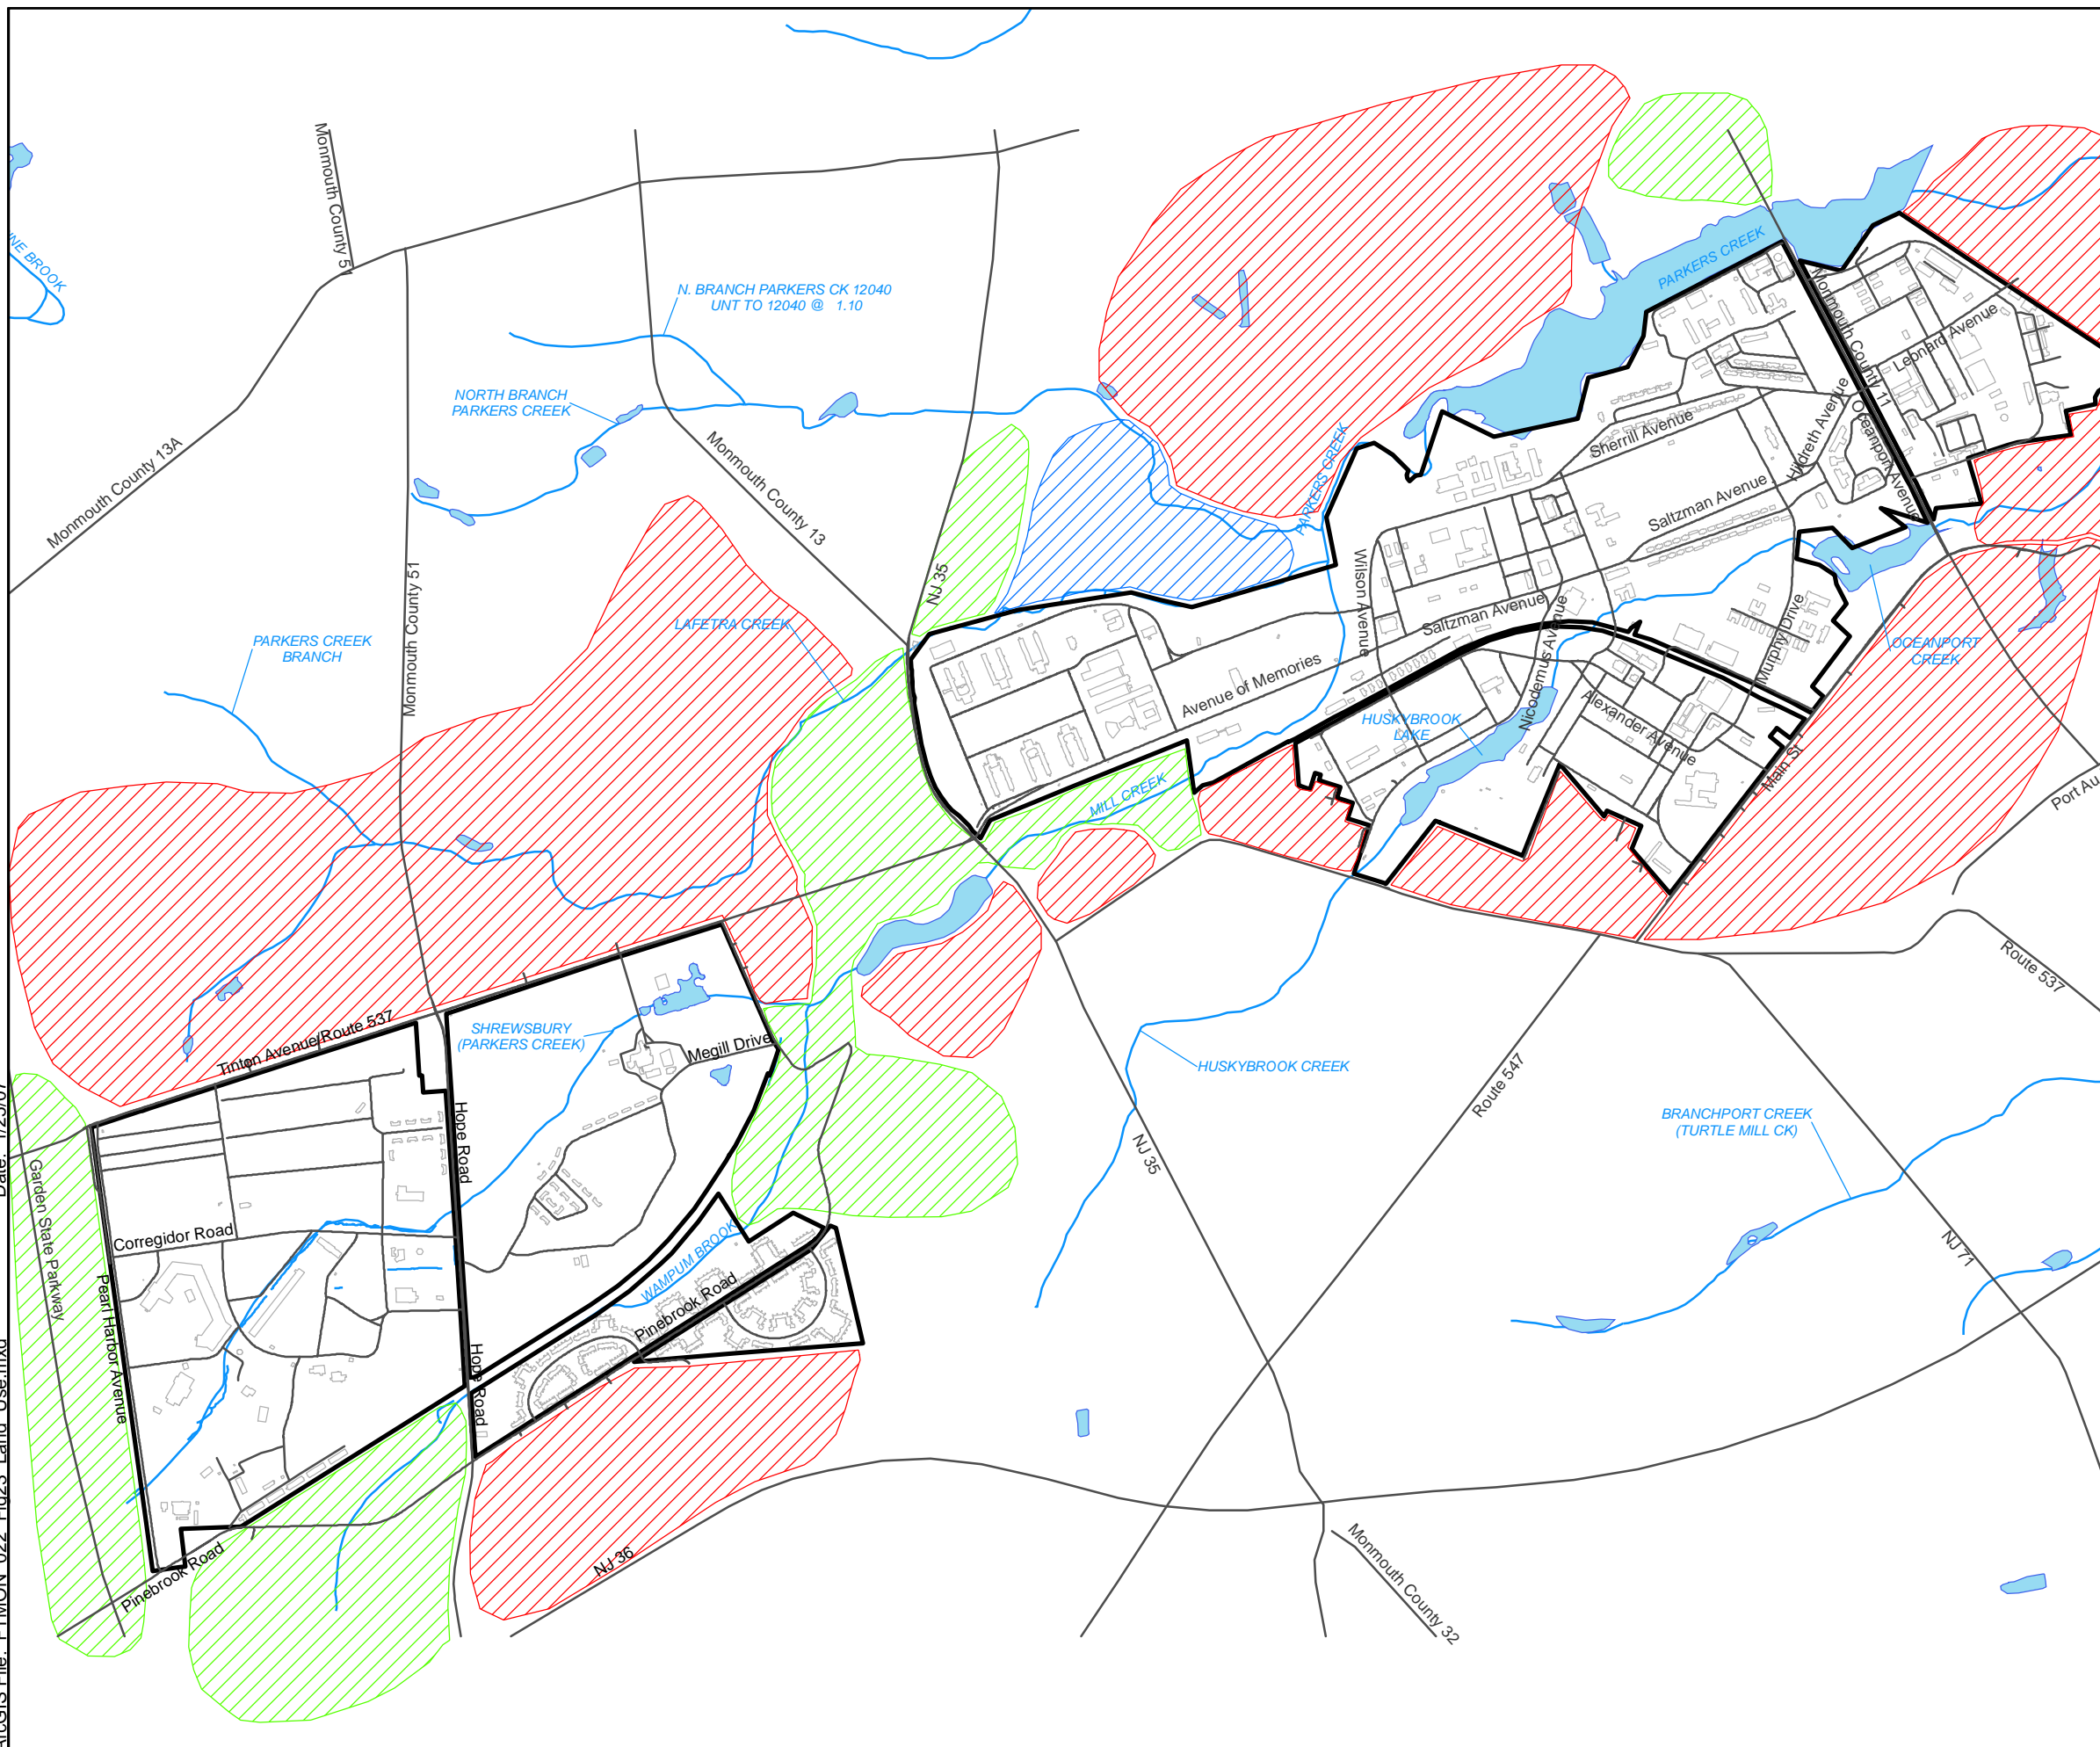 Monmouth County 51
NE BROOK
N. BRANCH PARKERS CK 12040
UNT TO 12040 @ 1.10
PARKERS CREEK
Monmouth County 11
Leonard Avenue
NORTH BRANCH
PARKERS CREEK
Monmouth County 13A
Monmouth County 13
PARKERS CREEK
Sherrill Avenue
Hildreth Avenue
Oceanport Avenue
Saltzman Avenue
Monmouth County 51
NJ 35
Wilson Avenue
Saltzman Avenue
Nicodemus Avenue
Murphy Drive
PARKERS CREEK
BRANCH
LAFETRA CREEK
OCEANPORT
CREEK
Avenue of Memories
HUSKYBROOK
LAKE
Alexander Avenue
Main St
MILL CREEK
Port Au
Route 537
Tinton Avenue/Route 537
SHREWSBURY
(PARKERS CREEK)
Megill Drive
HUSKYBROOK CREEK
Route 547
BRANCHPORT CREEK
(TURTLE MILL CK)
Hope Road
NJ 35
Garden State Parkway
Corregidor Road
WAMPUM BROOK
NJ 71
Pearl Harbor Avenue
Pinebrook Road
Hope Road
NJ 36
Pinebrook Road
Monmouth County 32